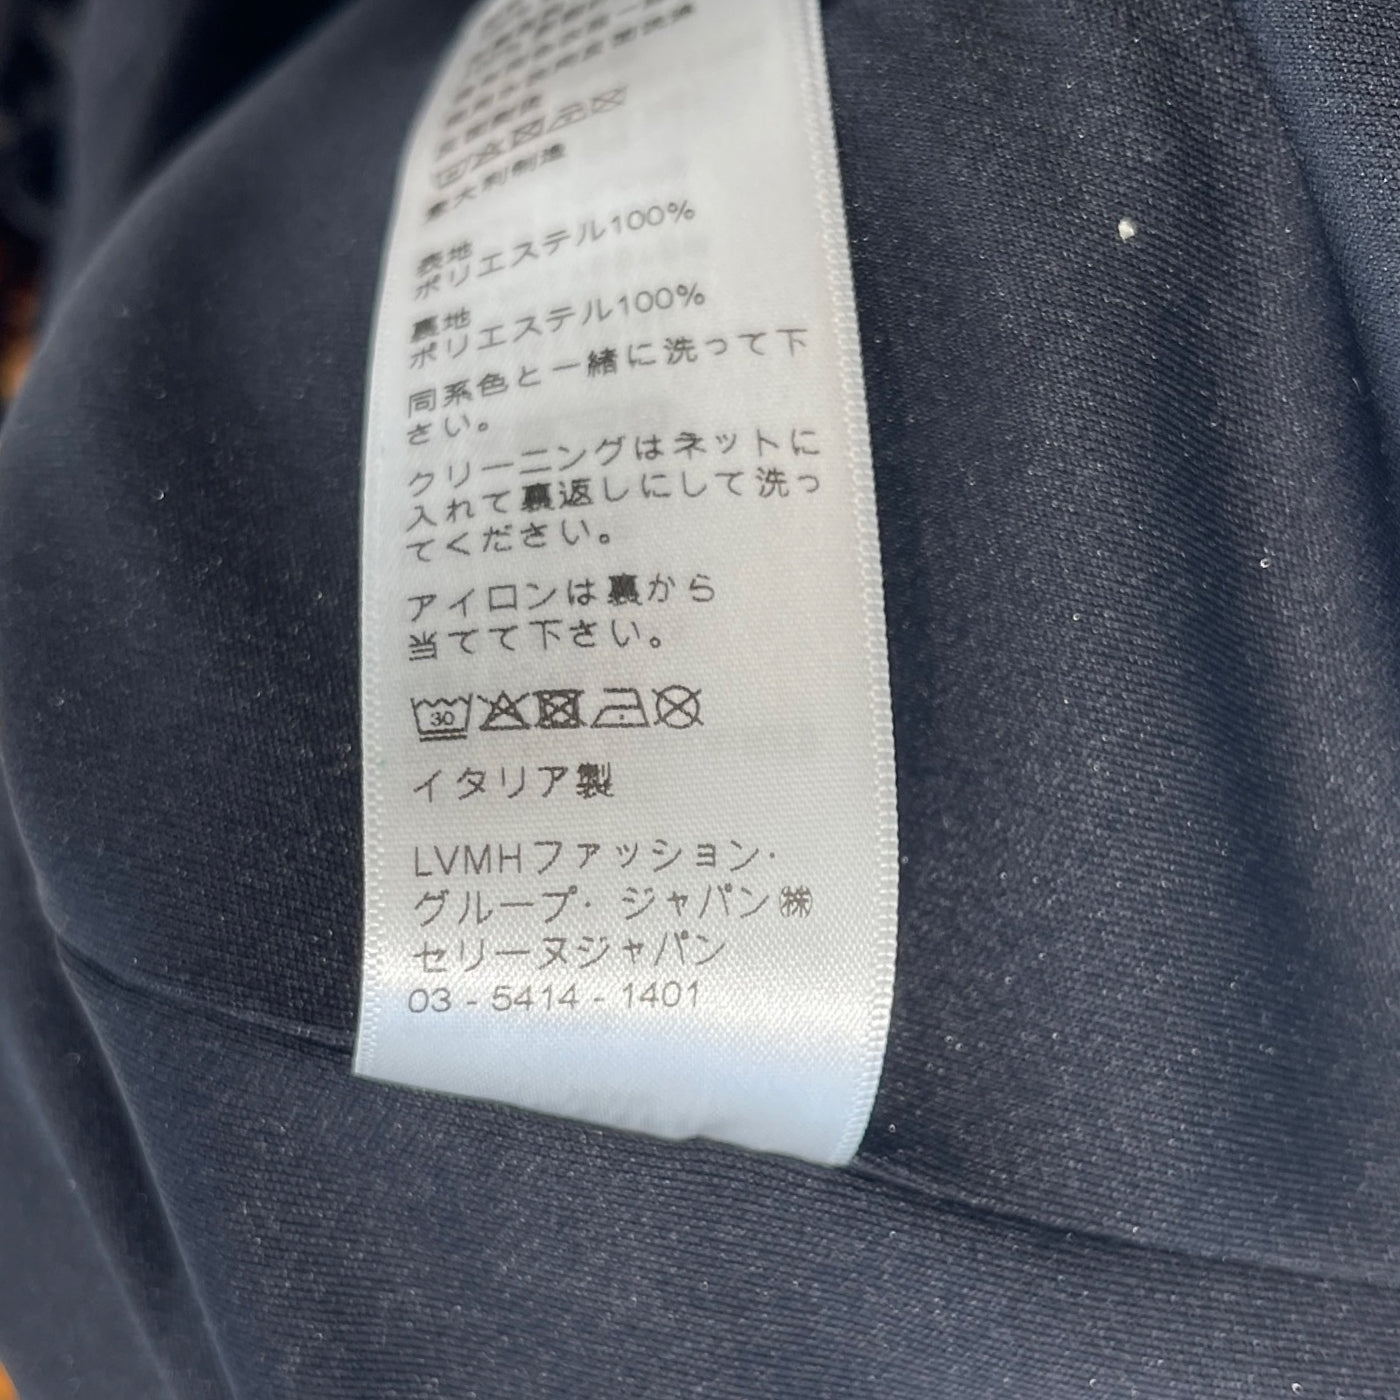 意大利制造
表地
ポリエステル100%
裏地
ポリエステル100%
同系色と一緒に洗って下
さい。
クリーニングはネットに
入れて裏返しにして洗っ
てください。
アイロンは裏から
当てて下さい。
30
イタリア製
LVMHファッション·
グループ· ジャパン㈱
セリーヌジャパン
03 - 5414 - 1401